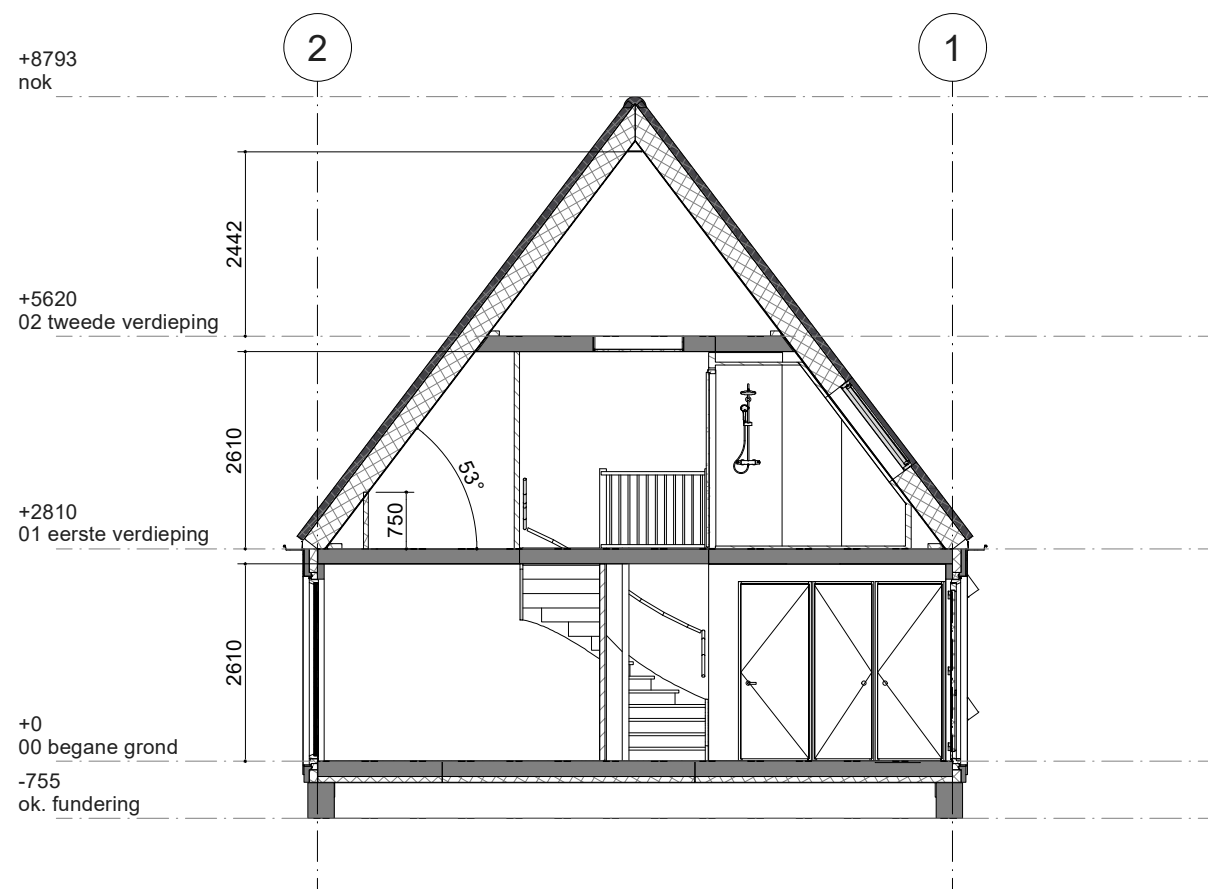 2
1
+8793
nok
2442
+5620
02 tweede verdieping
2610
53°
750
+2810
01 eerste verdieping
2610
+0
00 begane grond
-755
ok. fundering